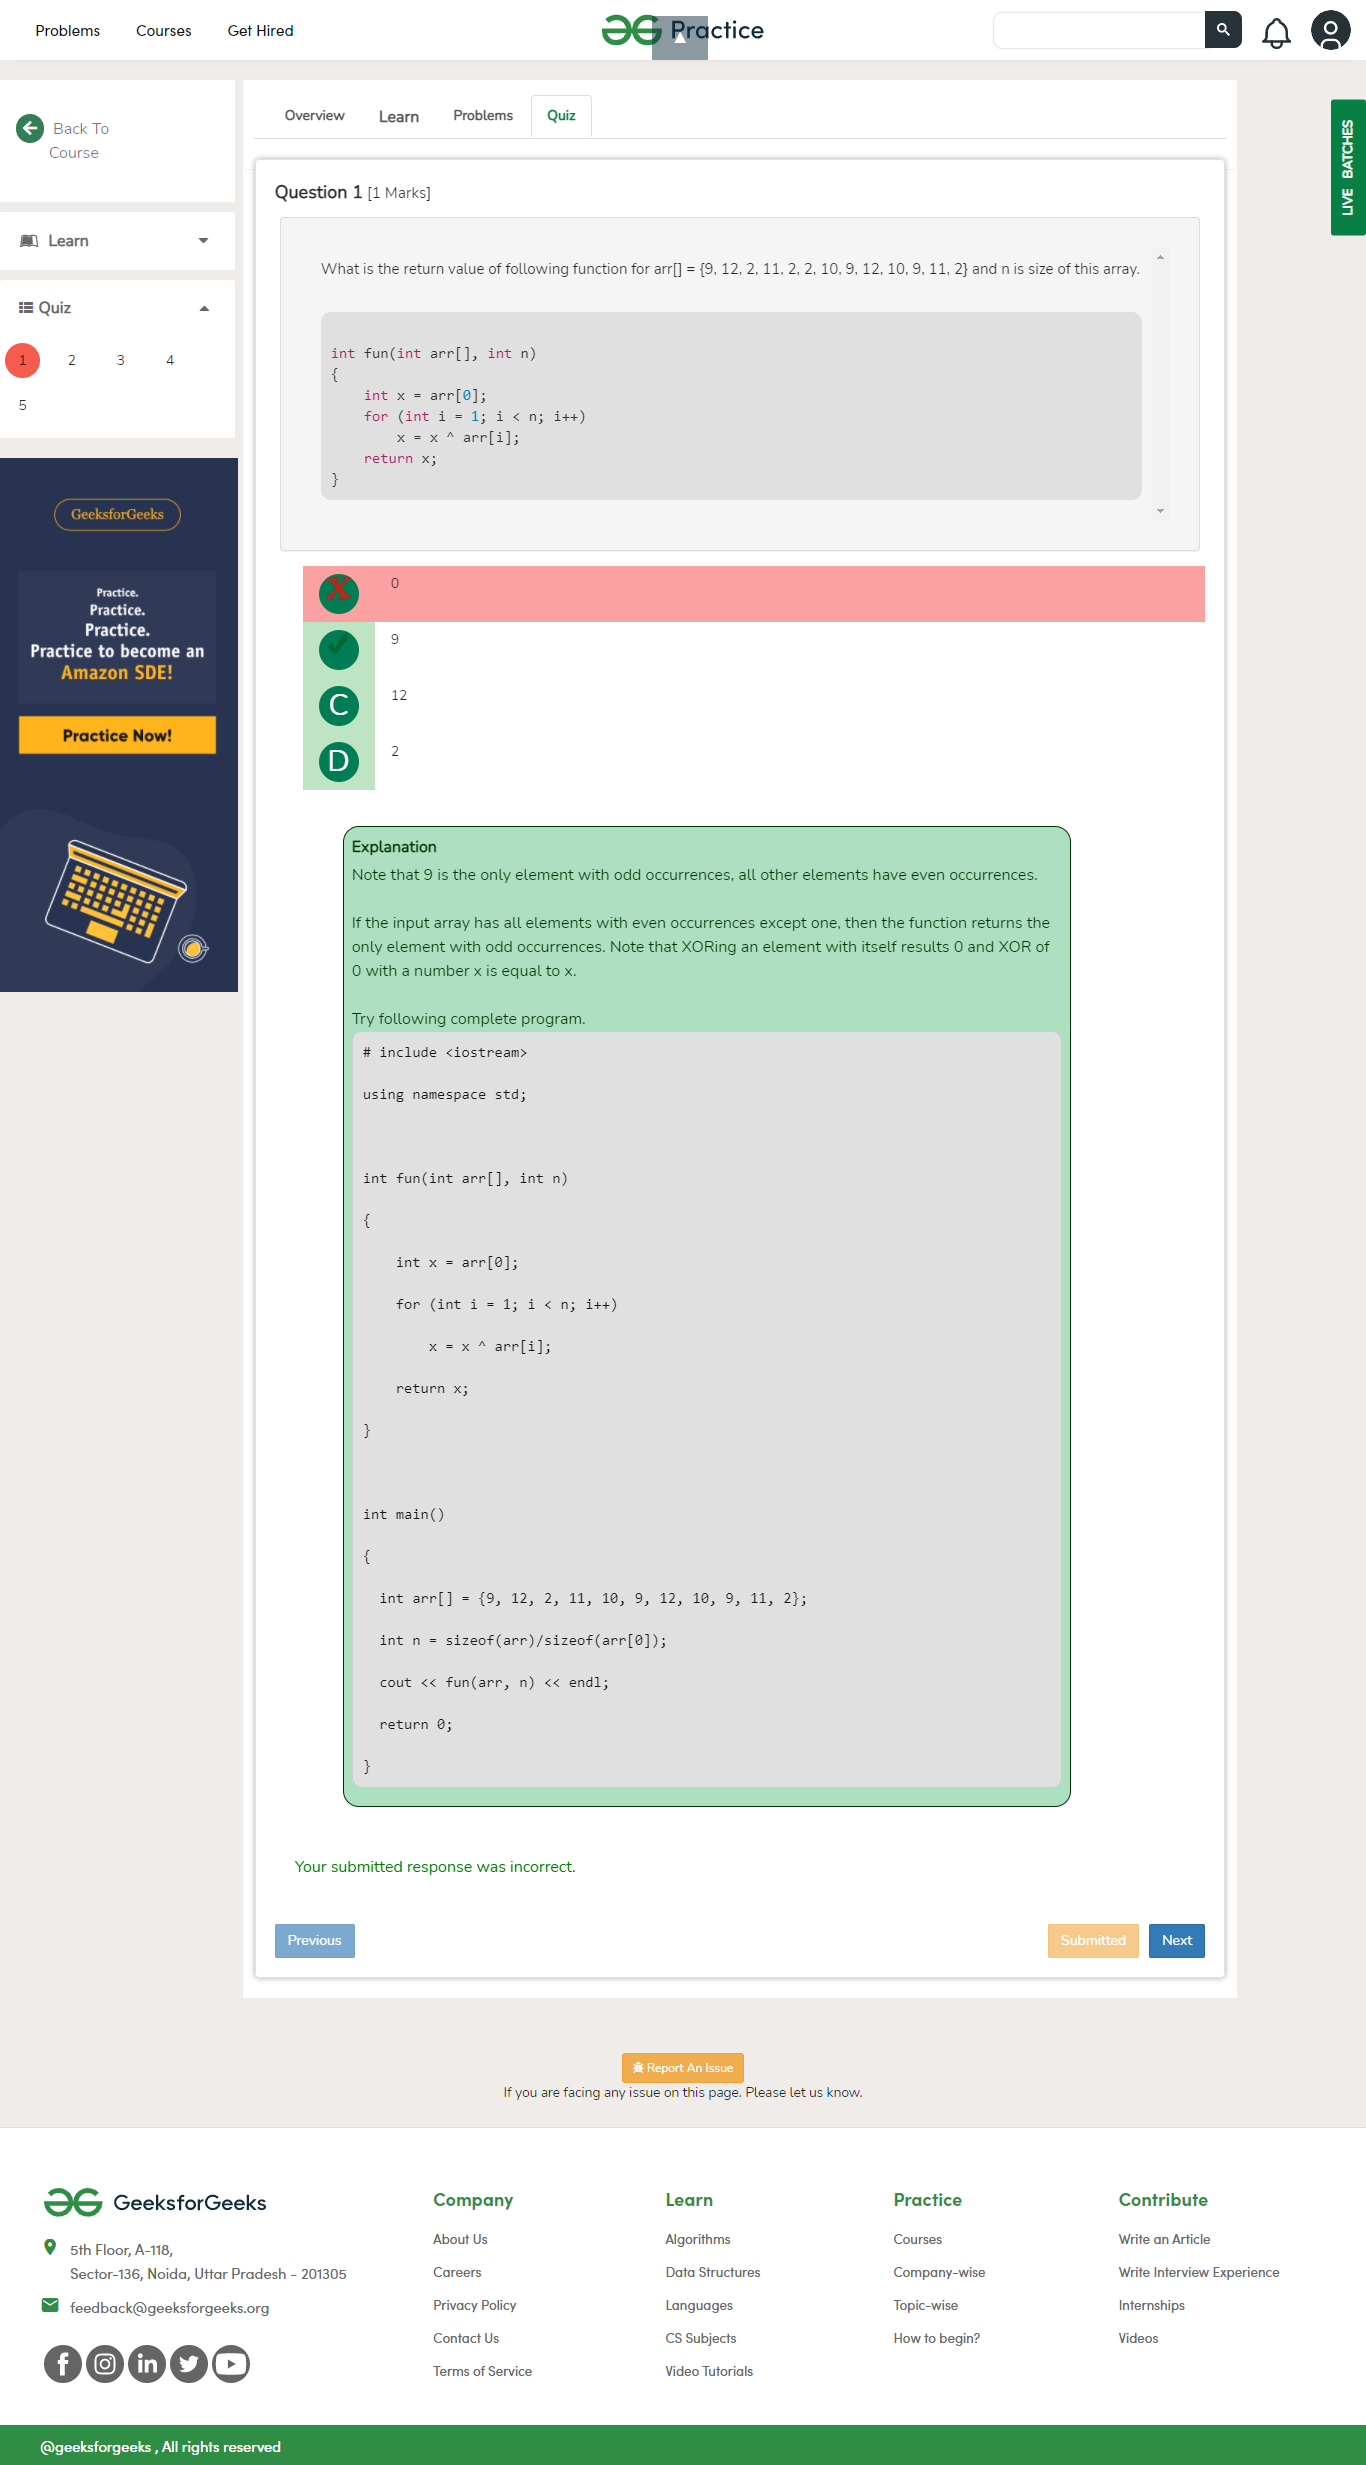 Problems
Courses
Get Hired
Practice
Back To
Course
Learn
Quiz
1 2 3 4
5
GeeksforGeeks
Practice.
Practice.
Practice.
Practice to become an
Amazon SDE!
Practice Now!
Overview
Learn
Problems
Quiz
LIVE BATCHES
Question 1 [1 Marks]
What is the return value of following function for arr[] = {9, 12, 2, 11, 2, 2, 10, 9, 12, 10, 9, 11, 2} and n is size of this array.
int fun(int arr[], int n)
{
    int x = arr[0];
    for (int i = 1; i < n; i++)
        x = x ^ arr[i];
    return x;
}
X 0
9
C 12
D 2
Explanation
Note that 9 is the only element with odd occurrences, all other elements have even occurrences.
If the input array has all elements with even occurrences except one, then the function returns the
only element with odd occurrences. Note that XORing an element with itself results 0 and XOR of
0 with a number x is equal to x.
Try following complete program.
# include <iostream>
using namespace std;
int fun(int arr[], int n)
{
    int x = arr[0];
    for (int i = 1; i < n; i++)
        x = x ^ arr[i];
    return x;
}
int main()
{
  int arr[] = {9, 12, 2, 11, 10, 9, 12, 10, 9, 11, 2};
  int n = sizeof(arr)/sizeof(arr[0]);
  cout << fun(arr, n) << endl;
  return 0;
}
Your submitted response was incorrect.
Previous
Submitted
Next
Report An Issue
If you are facing any issue on this page. Please let us know.
GeeksforGeeks
5th Floor, A-118,
Sector-136, Noida, Uttar Pradesh - 201305
feedback@geeksforgeeks.org
Company
About Us
Careers
Privacy Policy
Contact Us
Terms of Service
Learn
Algorithms
Data Structures
Languages
CS Subjects
Video Tutorials
Practice
Courses
Company-wise
Topic-wise
How to begin?
Contribute
Write an Article
Write Interview Experience
Internships
Videos
@geeksforgeeks , All rights reserved